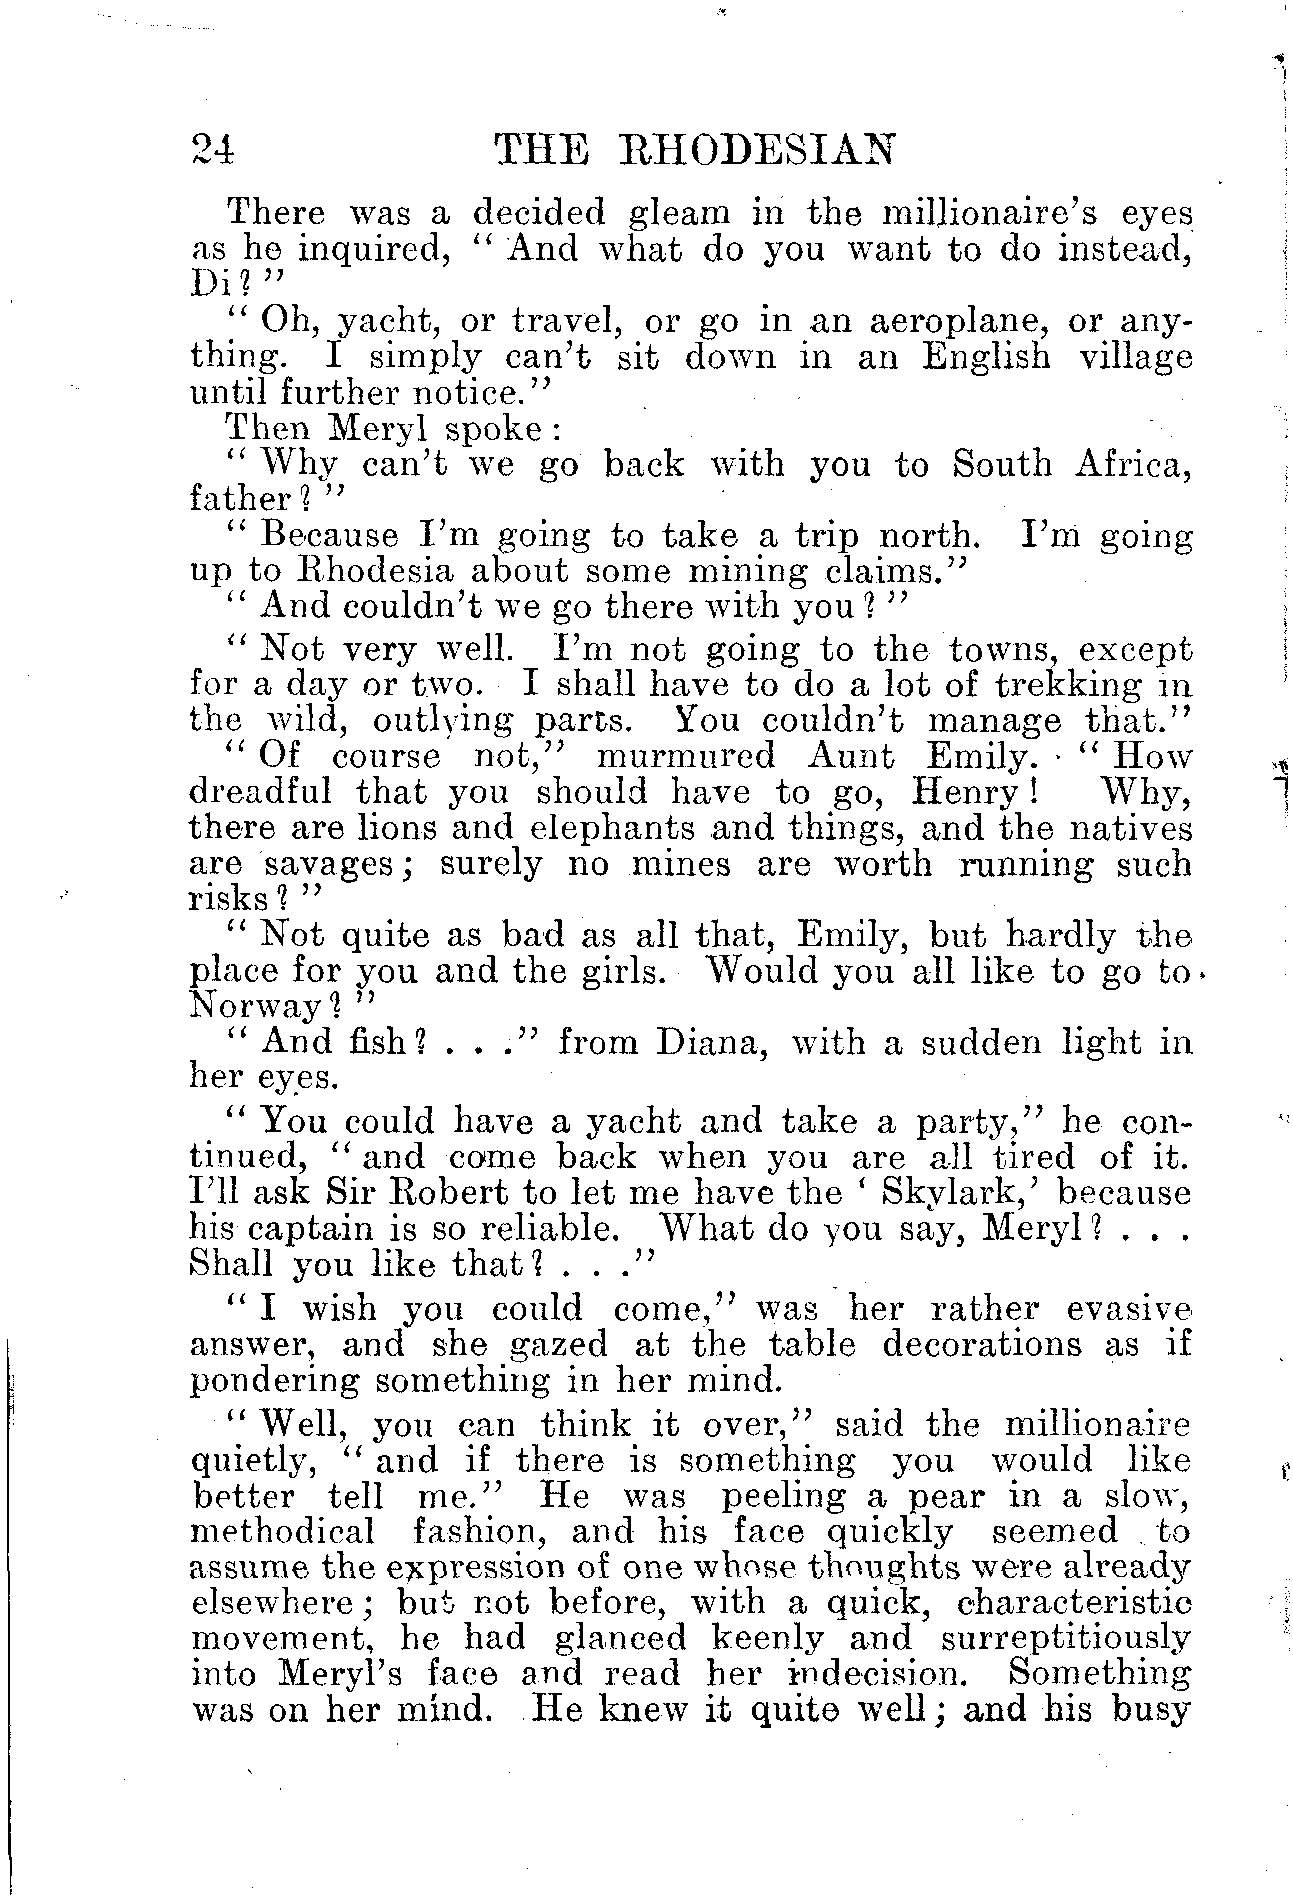 24 THE RHODESIAN
There was a decided gleam in the millionaire's eyes
as he inquired, " And what do you want to do instead,
Di? "
" Oh, yacht, or travel, or go in an aeroplane, or any-
thing. I simply can't sit down in an English village
until further notice."
Then Meryl spoke :
" Why can't we go back with you to South Africa,
father? "
" Because I'm going to take a trip north. I'm going
up to Rhodesia about some mining claims."
" And couldn't we go there with you? "
" Not very well. I'm not going to the towns, except
for a day or two. I shall have to do a lot of trekking in
the wild, outlying parts. You couldn't manage that."
" Of course not," murmured Aunt Emily. " How
dreadful that you should have to go, Henry! Why,
there are lions and elephants and things, and the natives
are savages; surely no mines are worth running such
risks? "
" Not quite as bad as all that, Emily, but hardly the
place for you and the girls. Would you all like to go to
Norway? "
" And fish? . . ." from Diana, with a sudden light in
her eyes.
" You could have a yacht and take a party," he con-
tinued, " and come back when you are all tired of it.
I'll ask Sir Robert to let me have the ' Skylark,' because
his captain is so reliable. What do you say, Meryl? . . .
Shall you like that? . . ."
" I wish you could come," was her rather evasive
answer, and she gazed at the table decorations as if
pondering something in her mind.
" Well, you can think it over," said the millionaire
quietly, " and if there is something you would like
better tell me." He was peeling a pear in a slow,
methodical fashion, and his face quickly seemed to
assume the expression of one whose thoughts were already
elsewhere; but not before, with a quick, characteristic
movement, he had glanced keenly and surreptitiously
into Meryl's face and read her indecision. Something
was on her mind. He knew it quite well; and his busy